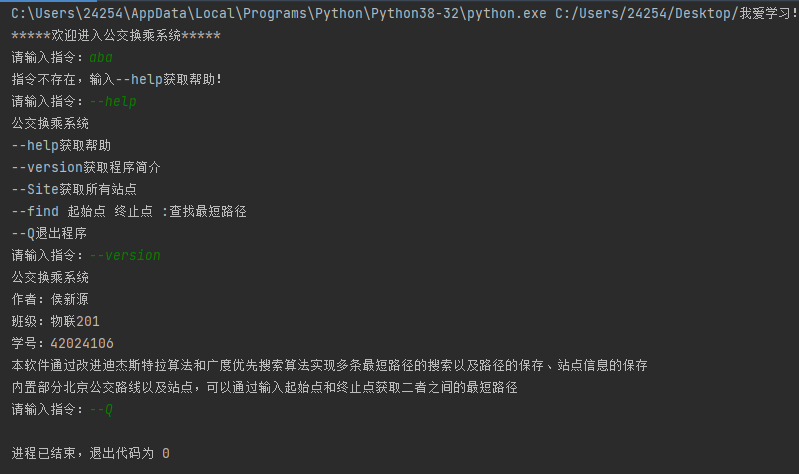 C:\Users\24254\AppData\Local\Programs\Python\Python38-32\python.exe C:/Users/24254/Desktop/我爱学习!
*****欢迎进入公交换乘系统*****
请输入指令：aba
指令不存在，输入--help获取帮助!
请输入指令：--help
公交换乘系统
--help获取帮助
--version获取程序简介
--Site获取所有站点
--find 起始点 终止点 :查找最短路径
--Q退出程序
请输入指令：--version
公交换乘系统
作者：侯新源
班级：物联201
学号：42024106
本软件通过改进迪杰斯特拉算法和广度优先搜索算法实现多条最短路径的搜索以及路径的保存、站点信息的保存
内置部分北京公交路线以及站点，可以通过输入起始点和终止点获取二者之间的最短路径
请输入指令：--Q
进程已结束，退出代码为 0